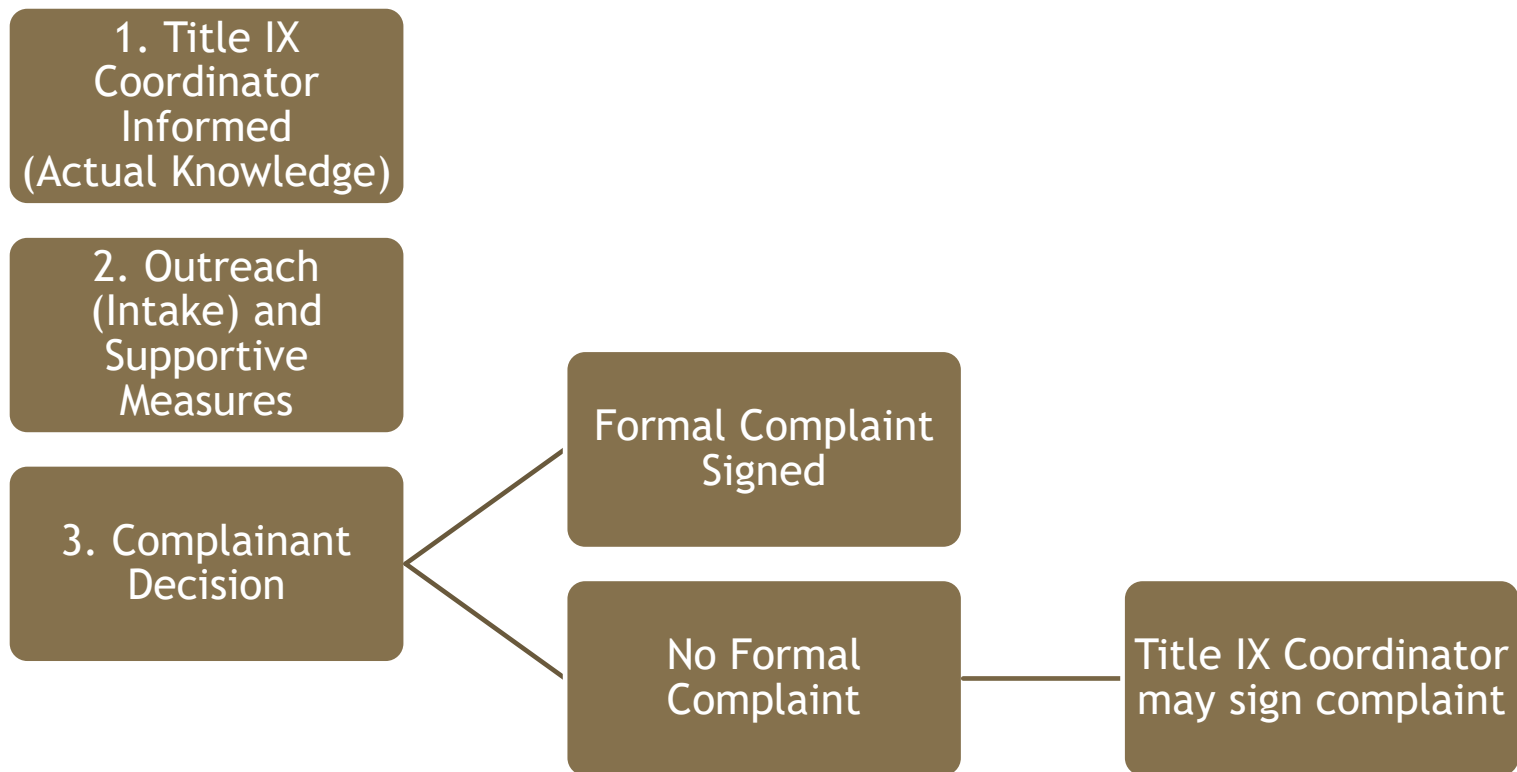 1. Title IX
Coordinator
Informed
(Actual Knowledge)
2. Outreach
(Intake) and
Supportive
Measures
3. Complainant
Decision
Formal Complaint
Signed
No Formal
Complaint
Title IX Coordinator
may sign complaint